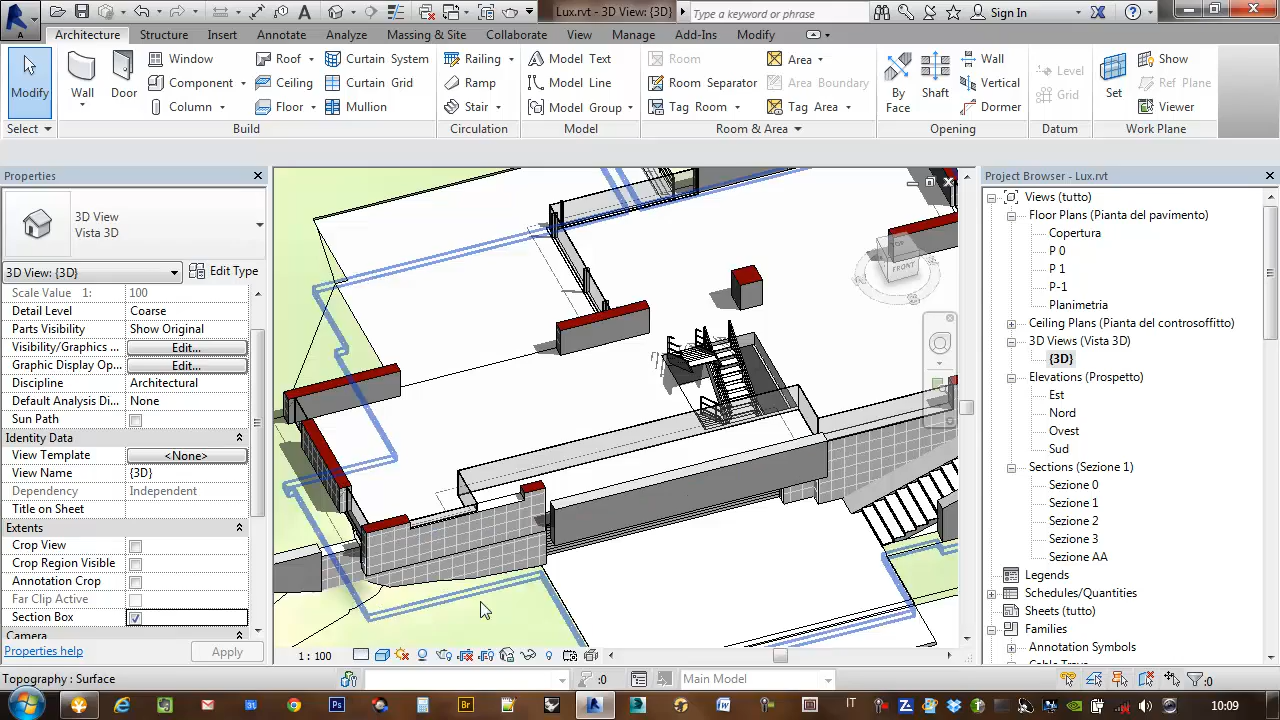 Lux.rvt - 3D View: {3D}
Type a keyword or phrase
Sign In
Architecture Structure Insert Annotate Analyze Massing & Site Collaborate View Manage Add-Ins Modify
Modify
Select
Wall
Door
Window
Component
Column
Roof
Ceiling
Floor
Curtain System
Curtain Grid
Mullion
Build
Railing
Ramp
Stair
Circulation
Model Text
Model Line
Model Group
Model
Room
Room Separator
Tag Room
Area
Area Boundary
Tag Area
Room & Area
By Face
Shaft
Wall
Vertical
Dormer
Opening
Level
Grid
Datum
Set
Show
Ref Plane
Viewer
Work Plane
Properties
3D View
Vista 3D
3D View: {3D}
Edit Type
Scale Value 1: 100
Detail Level Coarse
Parts Visibility Show Original
Visibility/Graphics ... Edit...
Graphic Display Op... Edit...
Discipline Architectural
Default Analysis Di... None
Sun Path
Identity Data
View Template <None>
View Name {3D}
Dependency Independent
Title on Sheet
Extents
Crop View
Crop Region Visible
Annotation Crop
Far Clip Active
Section Box
Camera
Properties help
Apply
TOP
FRONT
1 : 100
Project Browser - Lux.rvt
Views (tutto)
Floor Plans (Pianta del pavimento)
Copertura
P 0
P 1
P-1
Planimetria
Ceiling Plans (Pianta del controsoffitto)
3D Views (Vista 3D)
{3D}
Elevations (Prospetto)
Est
Nord
Ovest
Sud
Sections (Sezione 1)
Sezione 0
Sezione 1
Sezione 2
Sezione 3
Sezione AA
Legends
Schedules/Quantities
Sheets (tutto)
Families
Annotation Symbols
Cable Trays
Topography : Surface
:0
Main Model
:0
Ps
Br
IT
10:09